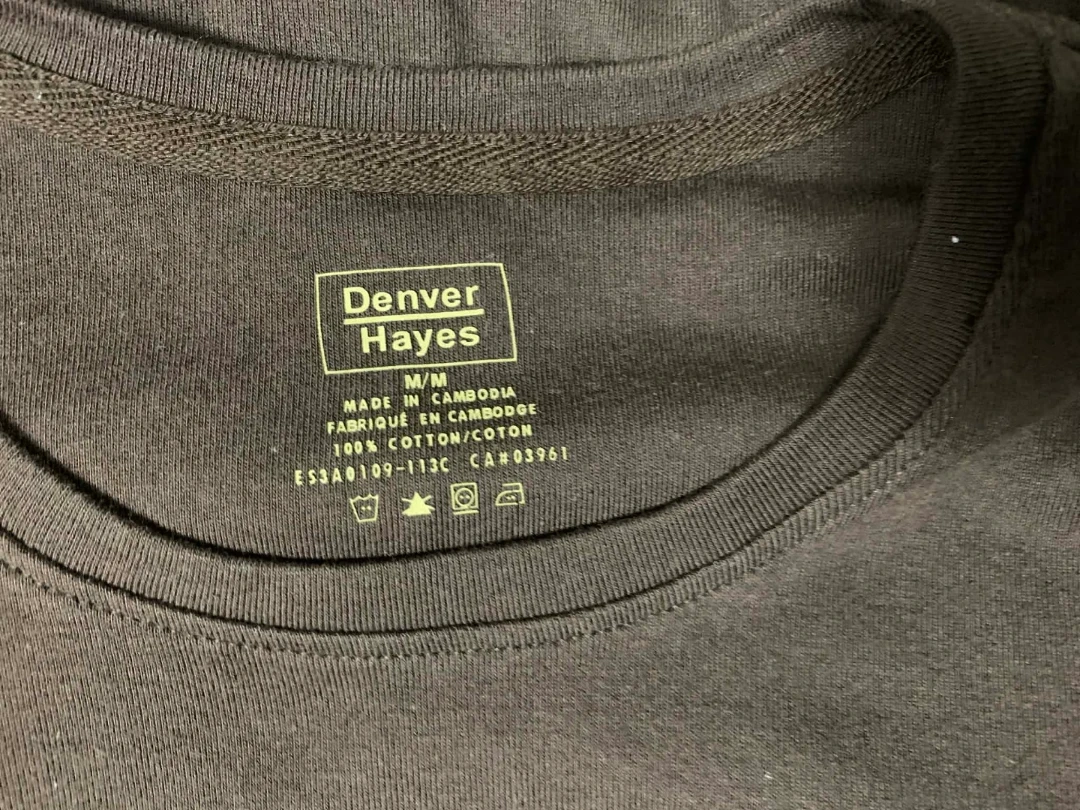 Denver
Hayes
M/M
MADE IN CAMBODIA
FABRIQUÉ EN CAMBODGE
100% COTTON/COTON
ES3A0109-113C CA#03961